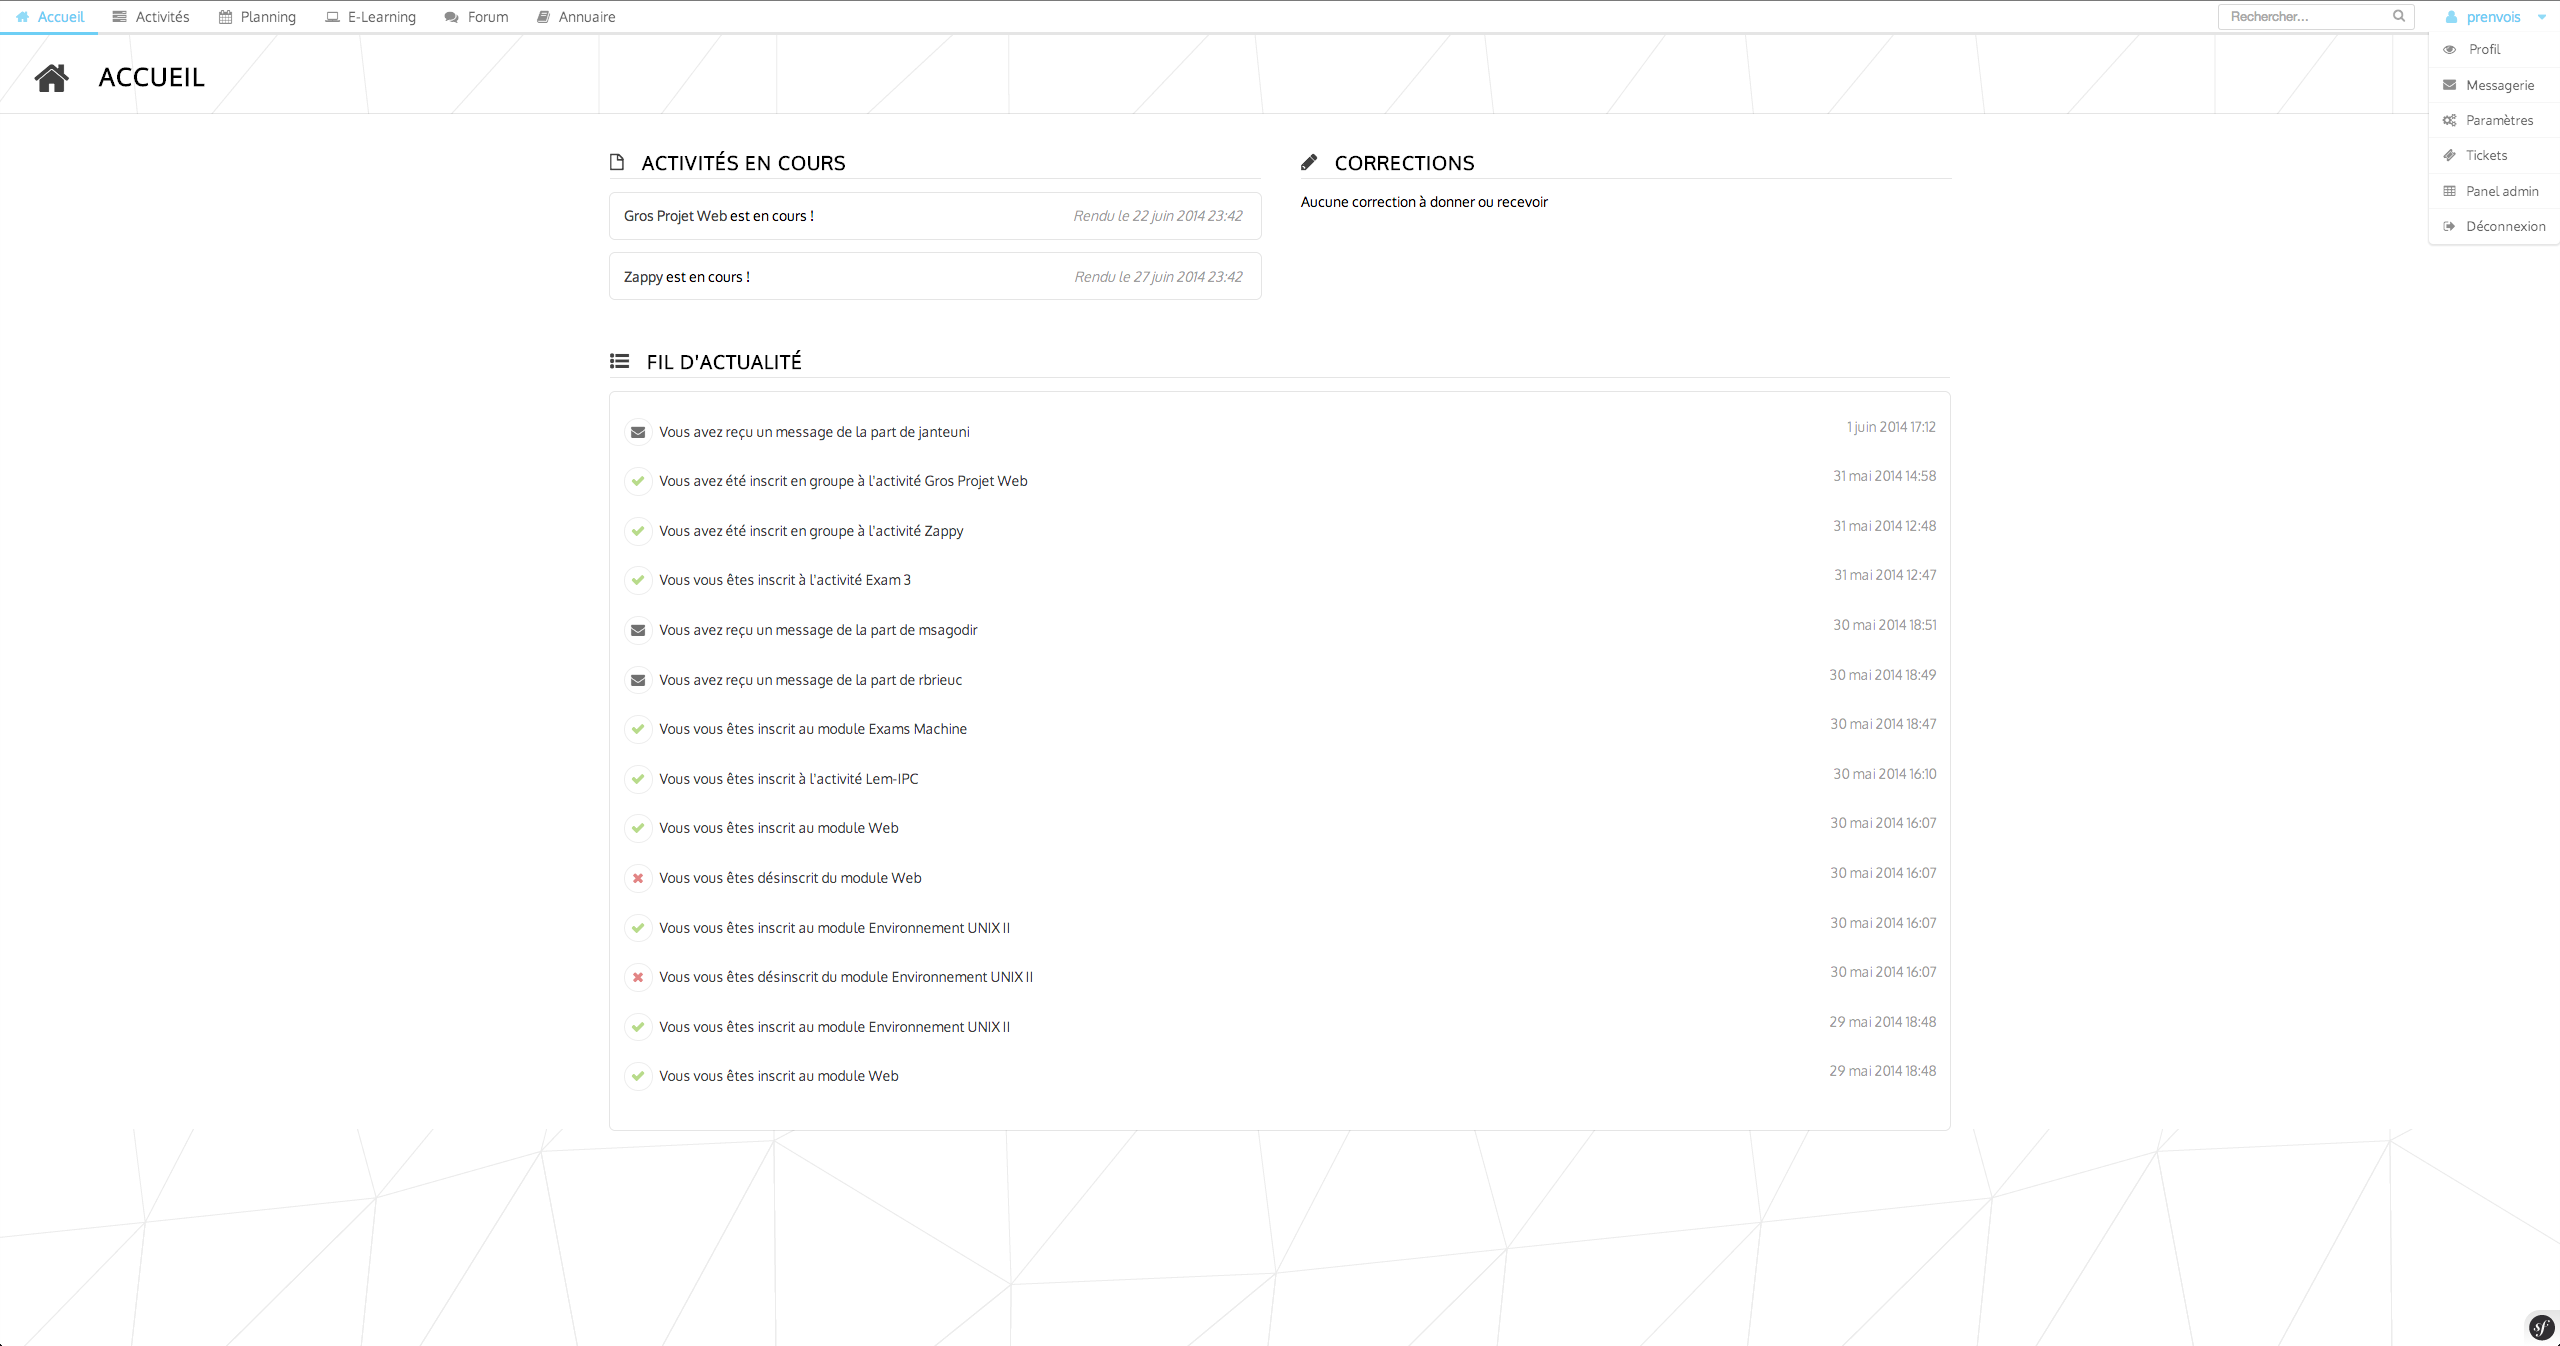 Accueil Activités Planning E-Learning Forum Annuaire Rechercher... prenvois
Profil
Messagerie
Paramètres
Tickets
Panel admin
Déconnexion
ACCUEIL
ACTIVITÉS EN COURS
Gros Projet Web est en cours ! Rendu le 22 juin 2014 23:42
Zappy est en cours ! Rendu le 27 juin 2014 23:42
CORRECTIONS
Aucune correction à donner ou recevoir
FIL D'ACTUALITÉ
Vous avez reçu un message de la part de janteuni 1 juin 2014 17:12
Vous avez été inscrit en groupe à l'activité Gros Projet Web 31 mai 2014 14:58
Vous avez été inscrit en groupe à l'activité Zappy 31 mai 2014 12:48
Vous vous êtes inscrit à l'activité Exam 3 31 mai 2014 12:47
Vous avez reçu un message de la part de msagodir 30 mai 2014 18:51
Vous avez reçu un message de la part de rbrieuc 30 mai 2014 18:49
Vous vous êtes inscrit au module Exams Machine 30 mai 2014 18:47
Vous vous êtes inscrit à l'activité Lem-IPC 30 mai 2014 16:10
Vous vous êtes inscrit au module Web 30 mai 2014 16:07
Vous vous êtes désinscrit du module Web 30 mai 2014 16:07
Vous vous êtes inscrit au module Environnement UNIX II 30 mai 2014 16:07
Vous vous êtes désinscrit du module Environnement UNIX II 30 mai 2014 16:07
Vous vous êtes inscrit au module Environnement UNIX II 29 mai 2014 18:48
Vous vous êtes inscrit au module Web 29 mai 2014 18:48
sf